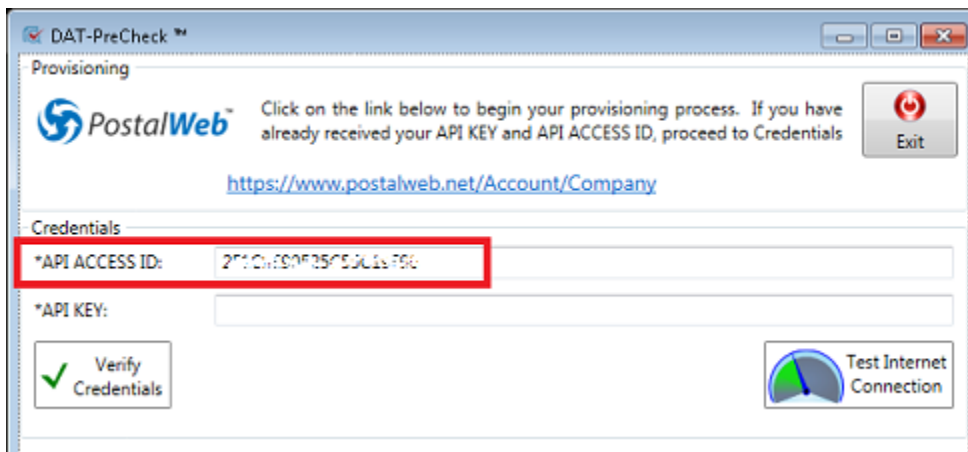 DAT-PreCheck ™
Provisioning
PostalWeb™
Click on the link below to begin your provisioning process. If you have
already received your API KEY and API ACCESS ID, proceed to Credentials
Exit
https://www.postalweb.net/Account/Company
Credentials
*API ACCESS ID:
*API KEY:
Verify
Credentials
Test Internet
Connection